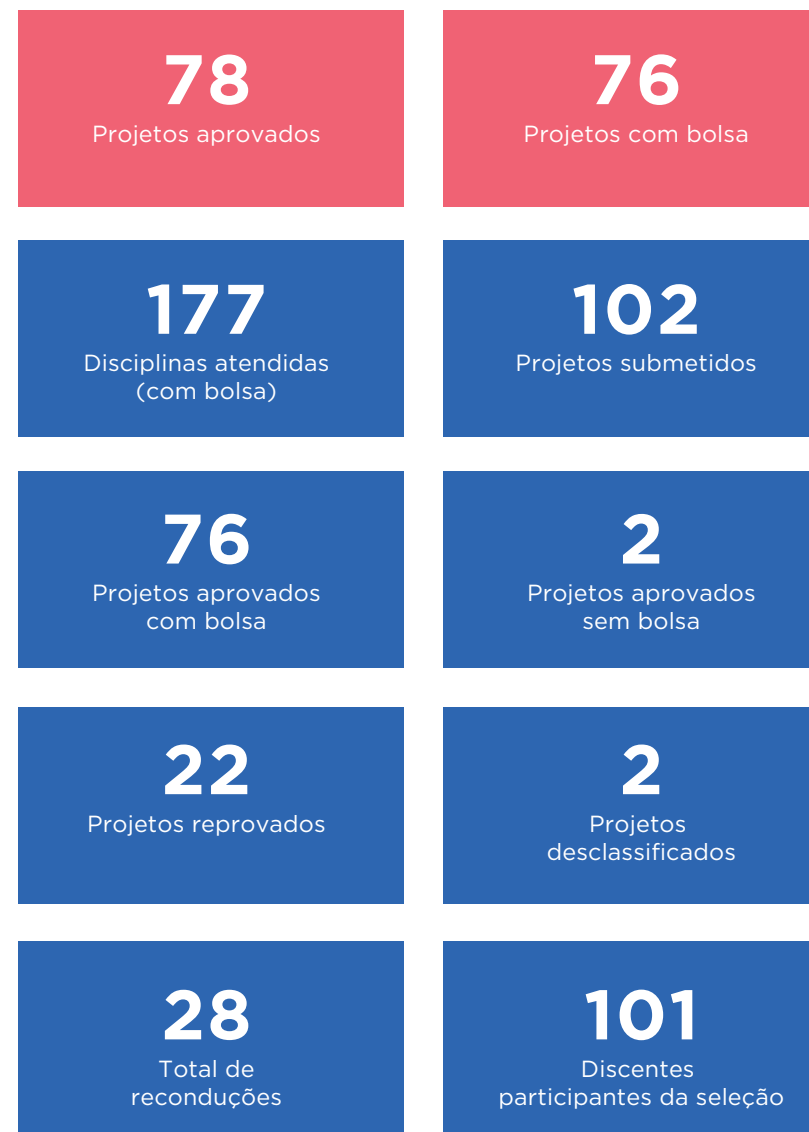 78
Projetos aprovados
76
Projetos com bolsa
177
Disciplinas atendidas
(com bolsa)
102
Projetos submetidos
76
Projetos aprovados
com bolsa
2
Projetos aprovados
sem bolsa
22
Projetos reprovados
2
Projetos
desclassificados
28
Total de
reconduções
101
Discentes
participantes da seleção